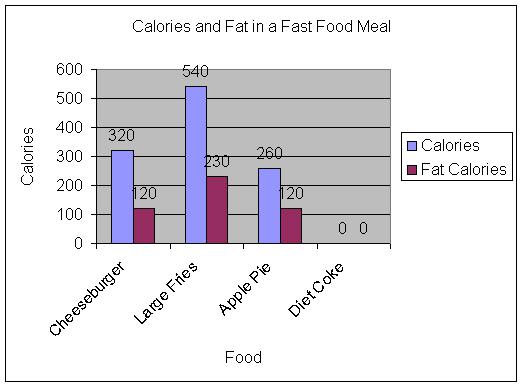 Calories and Fat in a Fast Food Meal
600
500
400
300
200
100
0
Calories
320
120
540
230
260
120
0 0
Cheeseburger
Large Fries
Apple Pie
Diet Coke
Food
Calories
Fat Calories